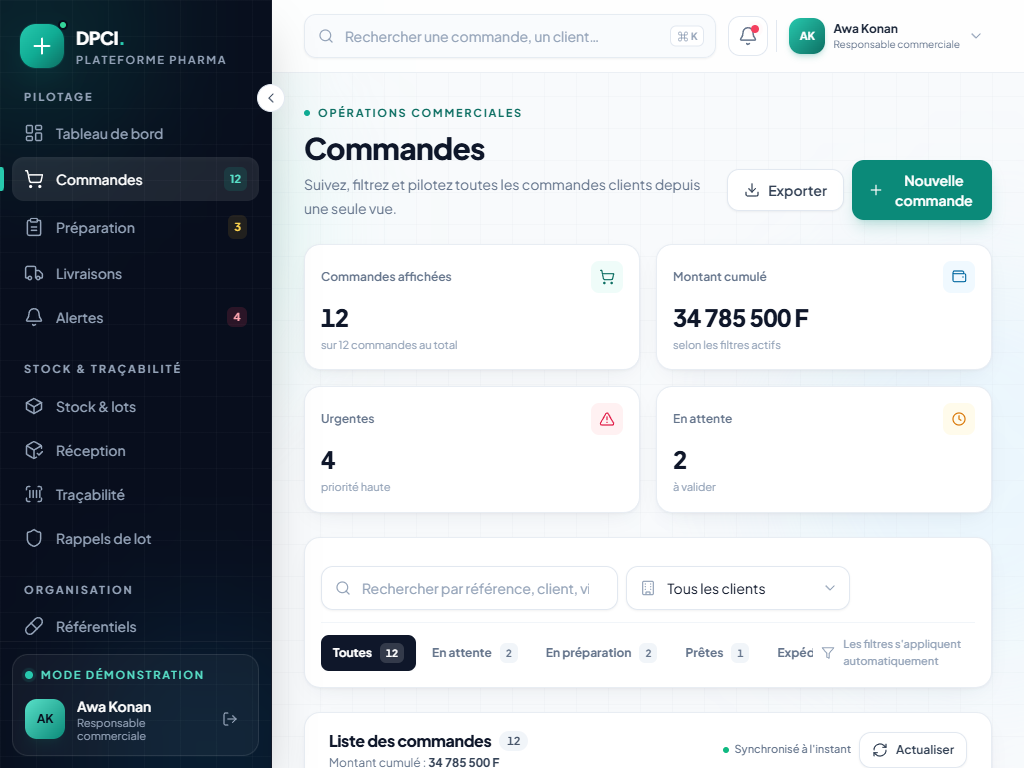 DPCI.
PLATEFORME PHARMA
PILOTAGE
Tableau de bord
Commandes 12
Préparation 3
Livraisons
Alertes 4
STOCK & TRAÇABILITÉ
Stock & lots
Réception
Traçabilité
Rappels de lot
ORGANISATION
Référentiels
MODE DÉMONSTRATION
AK
Awa Konan
Responsable
commerciale
Rechercher une commande, un client...
⌘ K
AK
Awa Konan
Responsable commerciale
OPÉRATIONS COMMERCIALES
Commandes
Suivez, filtrez et pilotez toutes les commandes clients depuis
une seule vue.
Exporter
Nouvelle
commande
Commandes affichées
12
sur 12 commandes au total
Montant cumulé
34 785 500 F
selon les filtres actifs
Urgentes
4
priorité haute
En attente
2
à valider
Rechercher par référence, client, vi
Tous les clients
Toutes 12 En attente 2 En préparation 2 Prêtes 1 Expéd
Les filtres s'appliquent
automatiquement
Liste des commandes 12
Montant cumulé : 34 785 500 F
Synchronisé à l'instant
Actualiser